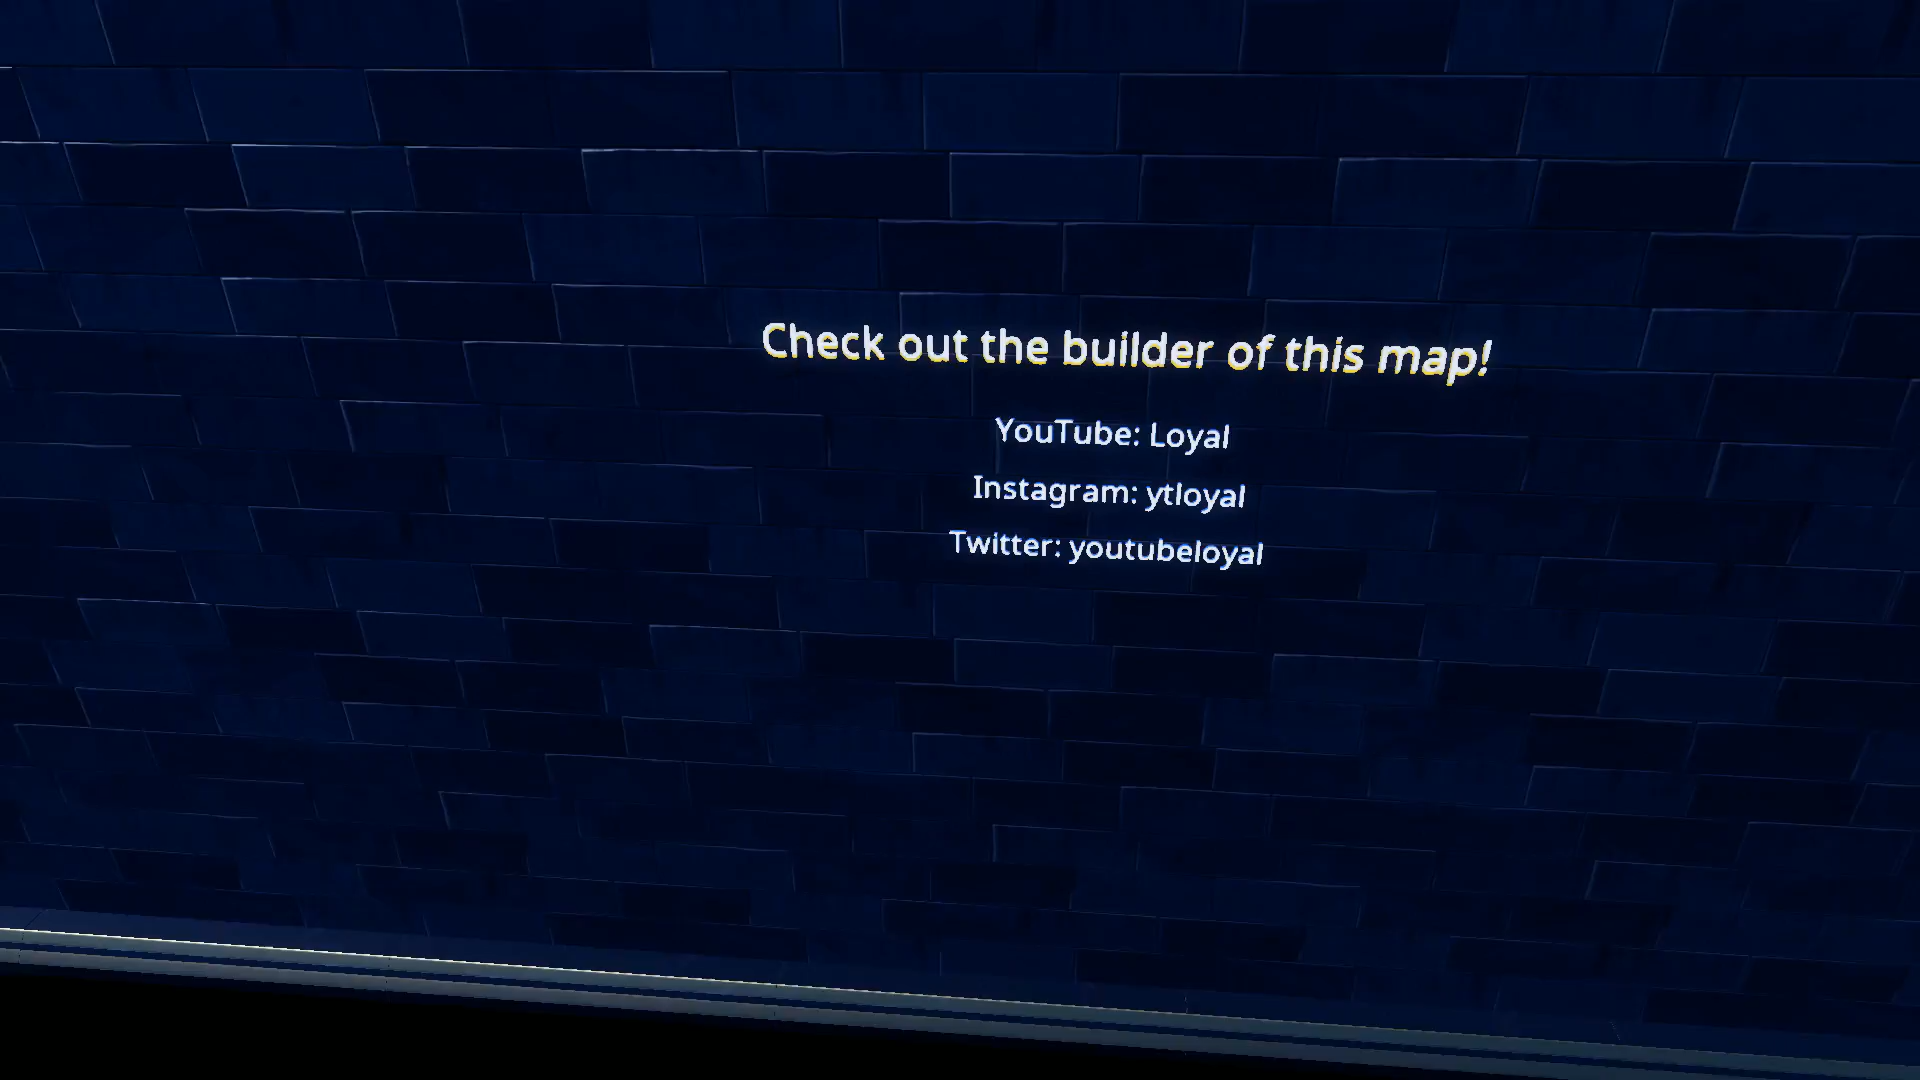 Check out the builder of this map!
YouTube: Loyal
Instagram: ytloyal
Twitter: youtubeloyal